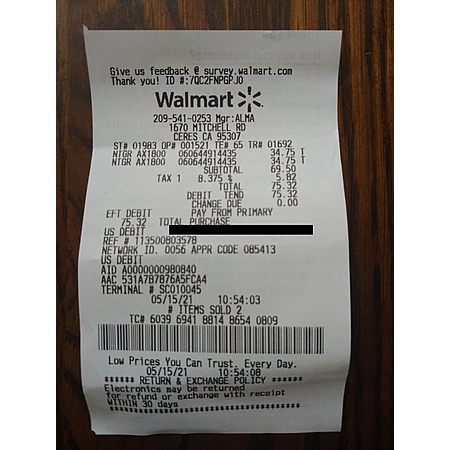 Give us feedback @ survey.walmart.com
Thank you! ID #:7QC2FNPGPJ0
Walmart
209-541-0253 Mgr:ALMA
1670 MITCHELL RD
CERES CA 95307
ST# 01983 OP# 001521 TE# 65 TR# 01692
NTGR AX1800 060644914435 34.75 T
NTGR AX1800 060644914435 34.75 T
SUBTOTAL 69.50
TAX 1 8.375 % 5.82
TOTAL 75.32
DEBIT TEND 75.32
CHANGE DUE 0.00
EFT DEBIT PAY FROM PRIMARY
75.32 TOTAL PURCHASE
US DEBIT
REF # 113500803578
NETWORK ID. 0056 APPR CODE 085413
US DEBIT
AID A0000000980840
AAC 531A7B7876A5FCA4
TERMINAL # SC010045
05/15/21 10:54:03
# ITEMS SOLD 2
TC# 6039 6941 8814 8654 0809
Low Prices You Can Trust. Every Day.
05/15/21 10:54:08
****** RETURN & EXCHANGE POLICY ******
Electronics may be returned
for refund or exchange with receipt
WITHIN 30 days